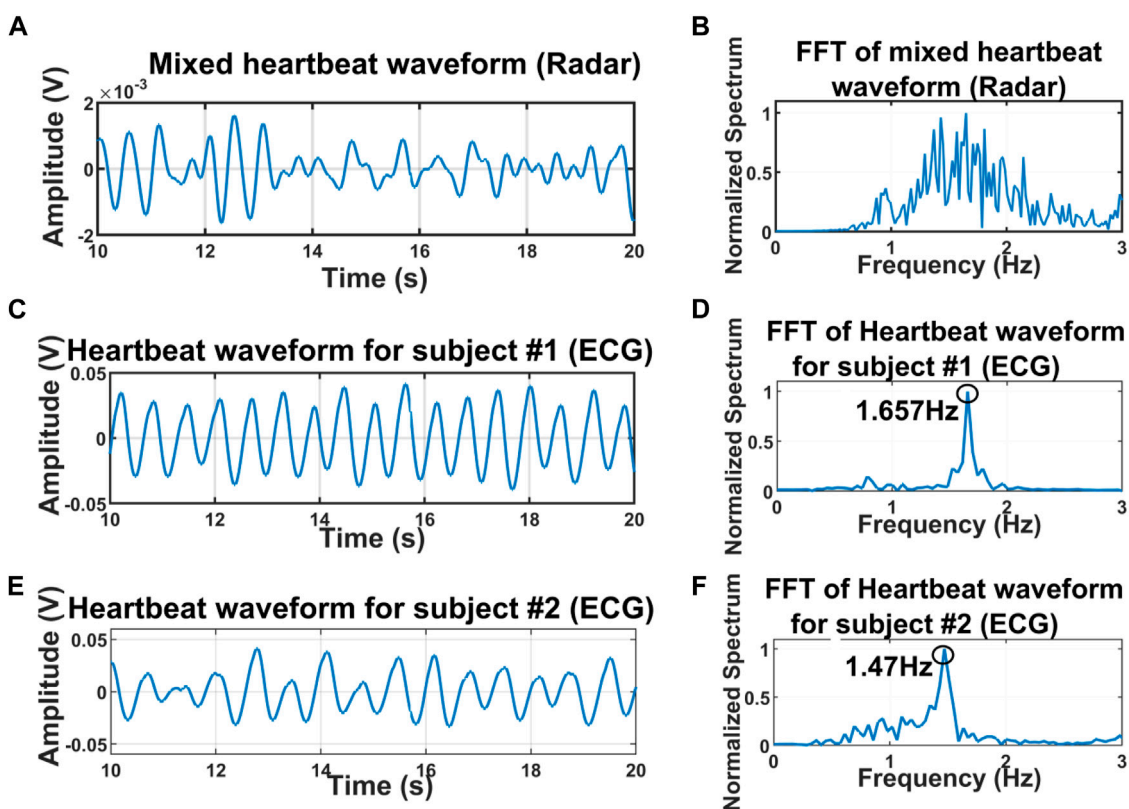 A
Mixed heartbeat waveform (Radar)
×10⁻³
Amplitude (V)
2
0
-2
10 12 14 16 18 20
Time (s)
B
FFT of mixed heartbeat
waveform (Radar)
Normalized Spectrum
1
0.5
0
1 2 3
Frequency (Hz)
C
Heartbeat waveform for subject #1 (ECG)
Amplitude (V)
0.05
0
-0.05
10 12 14 16 18 20
Time (s)
D
FFT of Heartbeat waveform
for subject #1 (ECG)
Normalized Spectrum
1
0.5
0
1.657Hz
1 2 3
Frequency (Hz)
E
Heartbeat waveform for subject #2 (ECG)
Amplitude (V)
0.05
0
-0.05
10 12 14 16 18 20
Time (s)
F
FFT of Heartbeat waveform
for subject #2 (ECG)
Normalized Spectrum
1
0.5
0
1.47Hz
0 1 2 3
Frequency (Hz)